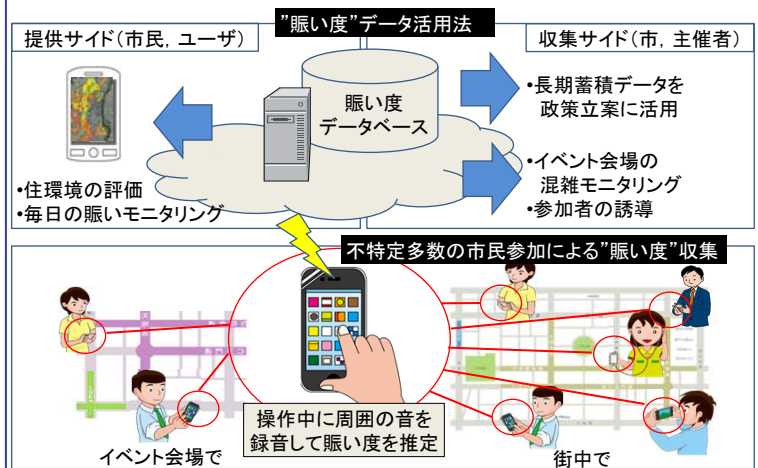 ”賑い度”データ活用法
提供サイド（市民，ユーザ）
収集サイド（市，主催者）
賑い度
データベース
•長期蓄積データを
政策立案に活用
•イベント会場の
混雑モニタリング
•参加者の誘導
•住環境の評価
•毎日の賑いモニタリング
不特定多数の市民参加による”賑い度”収集
操作中に周囲の音を
録音して賑い度を推定
イベント会場で
街中で